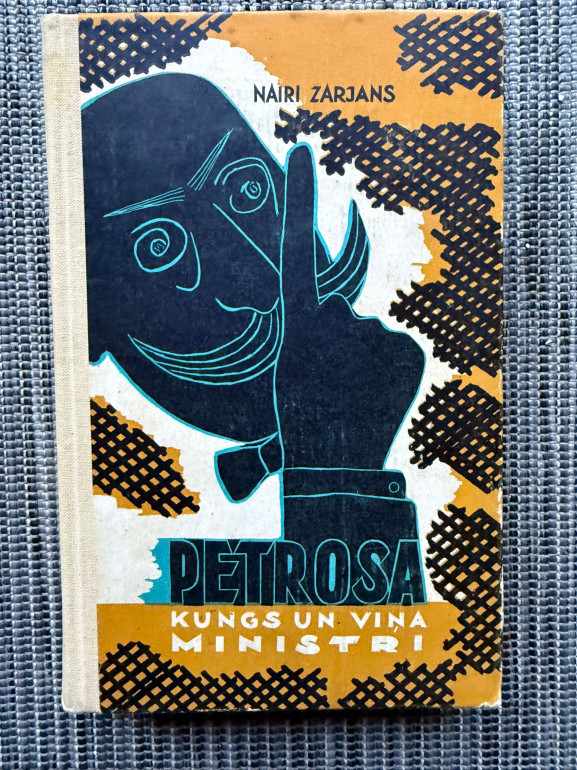 NAIRI ZARJANS
PETROSA
KUNGS UN VIŅA
MINISTRI